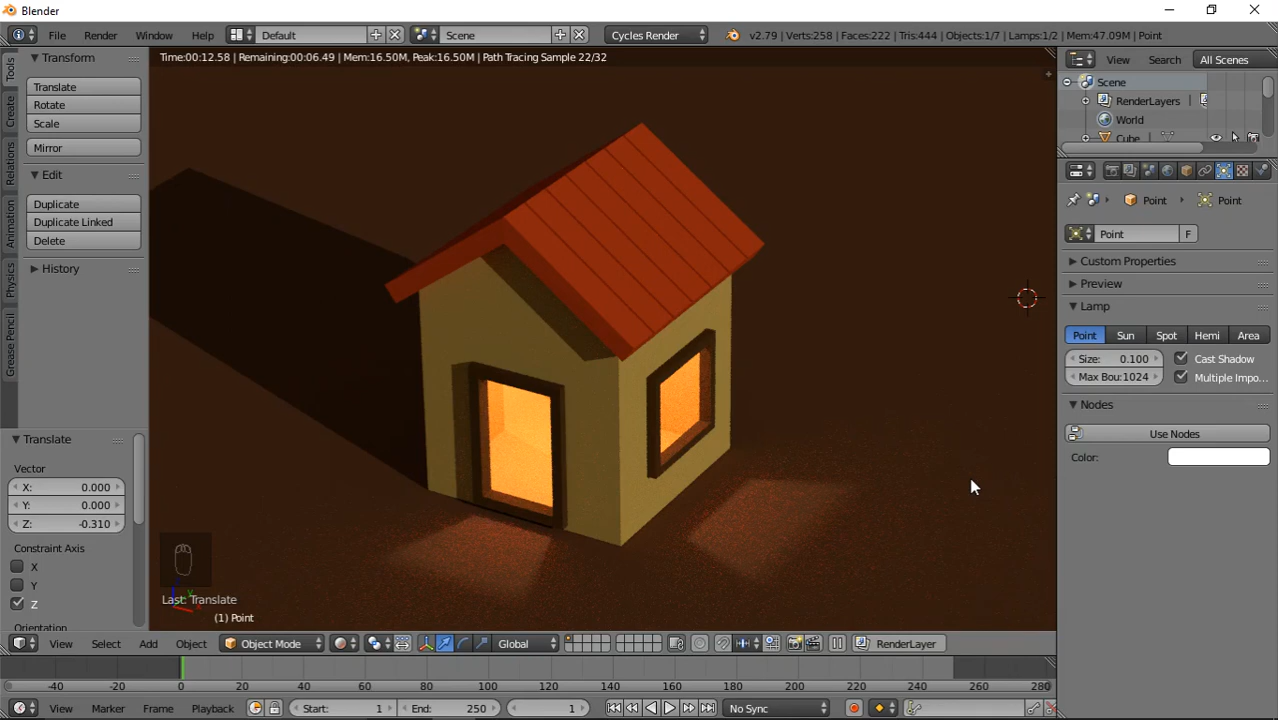 Blender
File Render Window Help Default Scene Cycles Render v2.79 | Verts:258 | Faces:222 | Tris:444 | Objects:1/7 | Lamps:1/2 | Mem:47.09M | Point
Time:00:12.58 | Remaining:00:06.49 | Mem:16.50M, Peak:16.50M | Path Tracing Sample 22/32
Tools
Create
Relations
Animation
Physics
Grease Pencil
Transform
Translate
Rotate
Scale
Mirror
Edit
Duplicate
Duplicate Linked
Delete
History
Translate
Vector
X: 0.000
Y: 0.000
Z: -0.310
Constraint Axis
X
Y
Z
Orientation
Last: Translate
(1) Point
View Search All Scenes
Scene
RenderLayers
World
Cube
Point Point
Point F
Custom Properties
Preview
Lamp
Point Sun Spot Hemi Area
Size: 0.100 Cast Shadow
Max Bou:1024 Multiple Impo...
Nodes
Use Nodes
Color:
View Select Add Object Object Mode Global RenderLayer
-40 -20 0 20 40 60 80 100 120 140 160 180 200 220 240 260 280
View Marker Frame Playback Start: 1 End: 250 1 No Sync